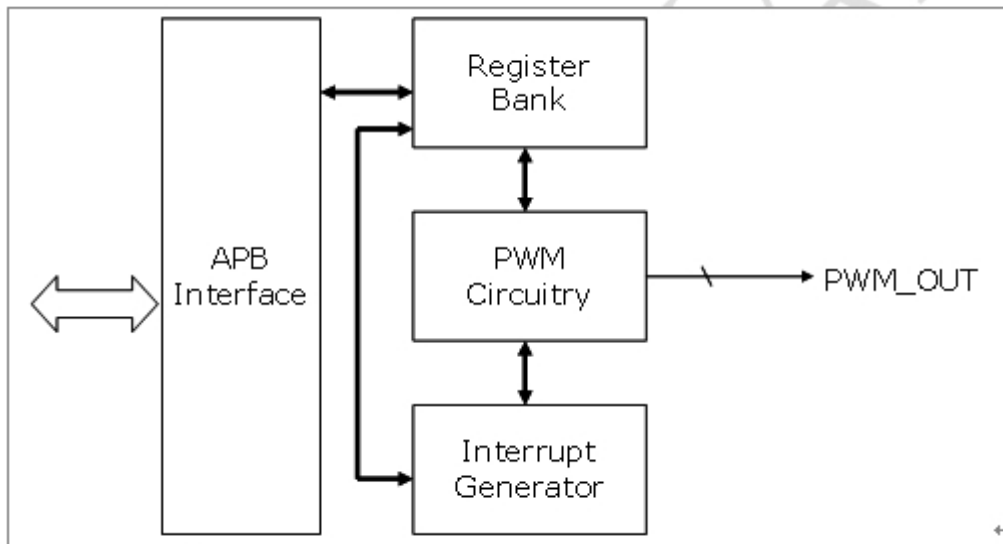 Register
Bank
APB
Interface
PWM
Circuitry
PWM_OUT
Interrupt
Generator